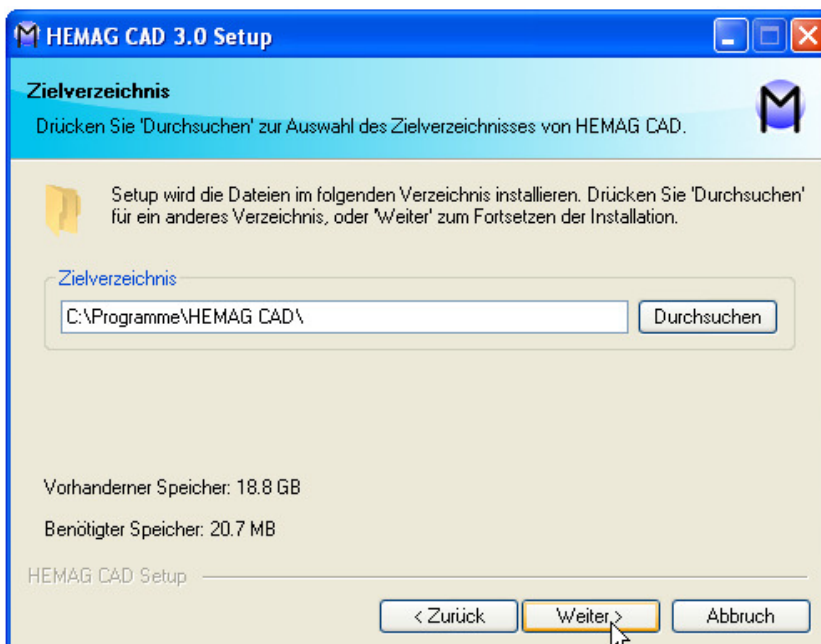 HEMAG CAD 3.0 Setup
Zielverzeichnis
Drücken Sie 'Durchsuchen' zur Auswahl des Zielverzeichnisses von HEMAG CAD.
Setup wird die Dateien im folgenden Verzeichnis installieren. Drücken Sie 'Durchsuchen'
für ein anderes Verzeichnis, oder 'Weiter' zum Fortsetzen der Installation.
Zielverzeichnis
C:\Programme\HEMAG CAD\
Durchsuchen
Vorhanderner Speicher: 18.8 GB
Benötigter Speicher: 20.7 MB
HEMAG CAD Setup
< Zurück
Weiter >
Abbruch